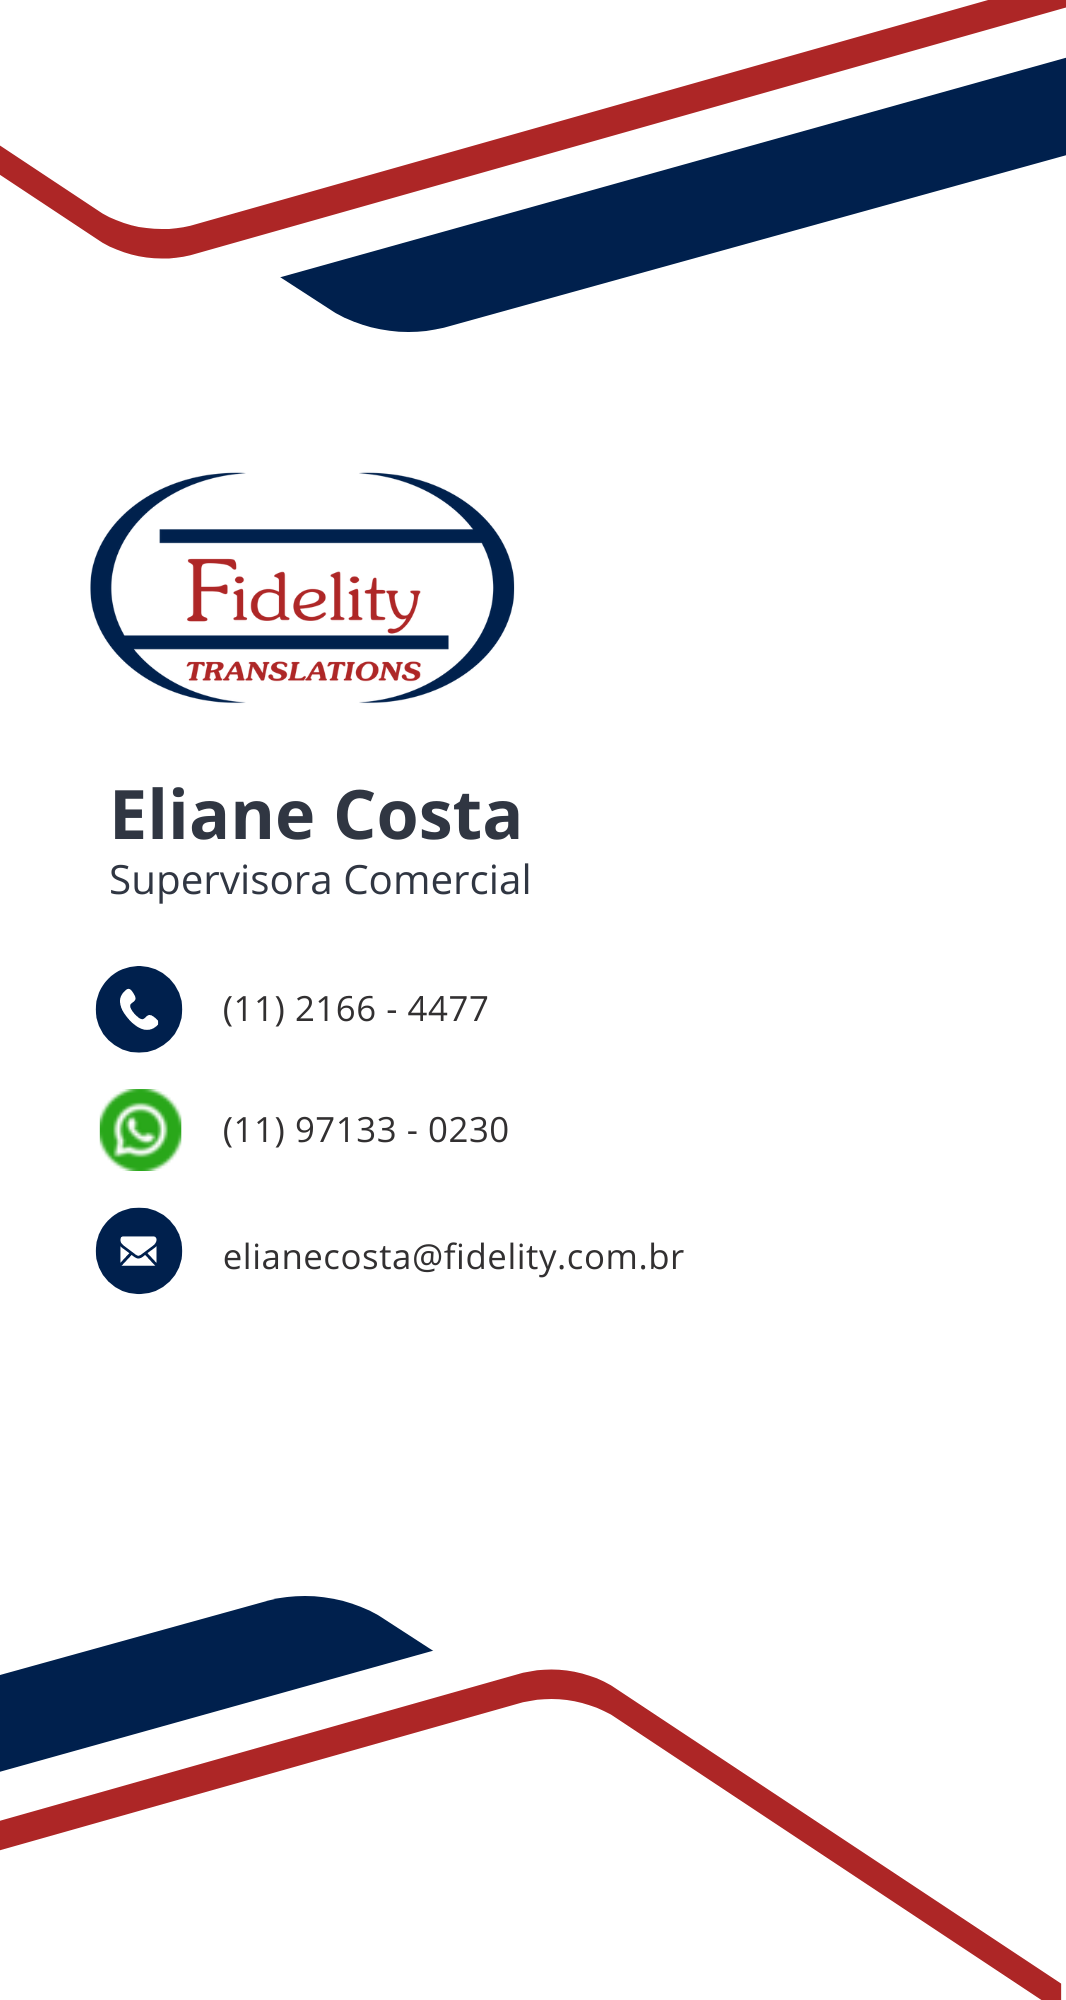 Fidelity
TRANSLATIONS
Eliane Costa
Supervisora Comercial
(11) 2166 - 4477
(11) 97133 - 0230
elianecosta@fidelity.com.br